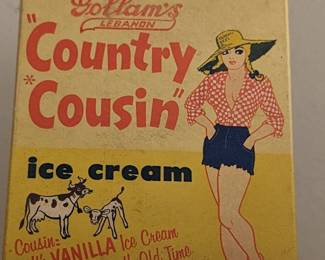 Gollam's
LEBANON
"Country
*Cousin"
ice cream
Cousin:
VANILLA Ice Cream
Old Time